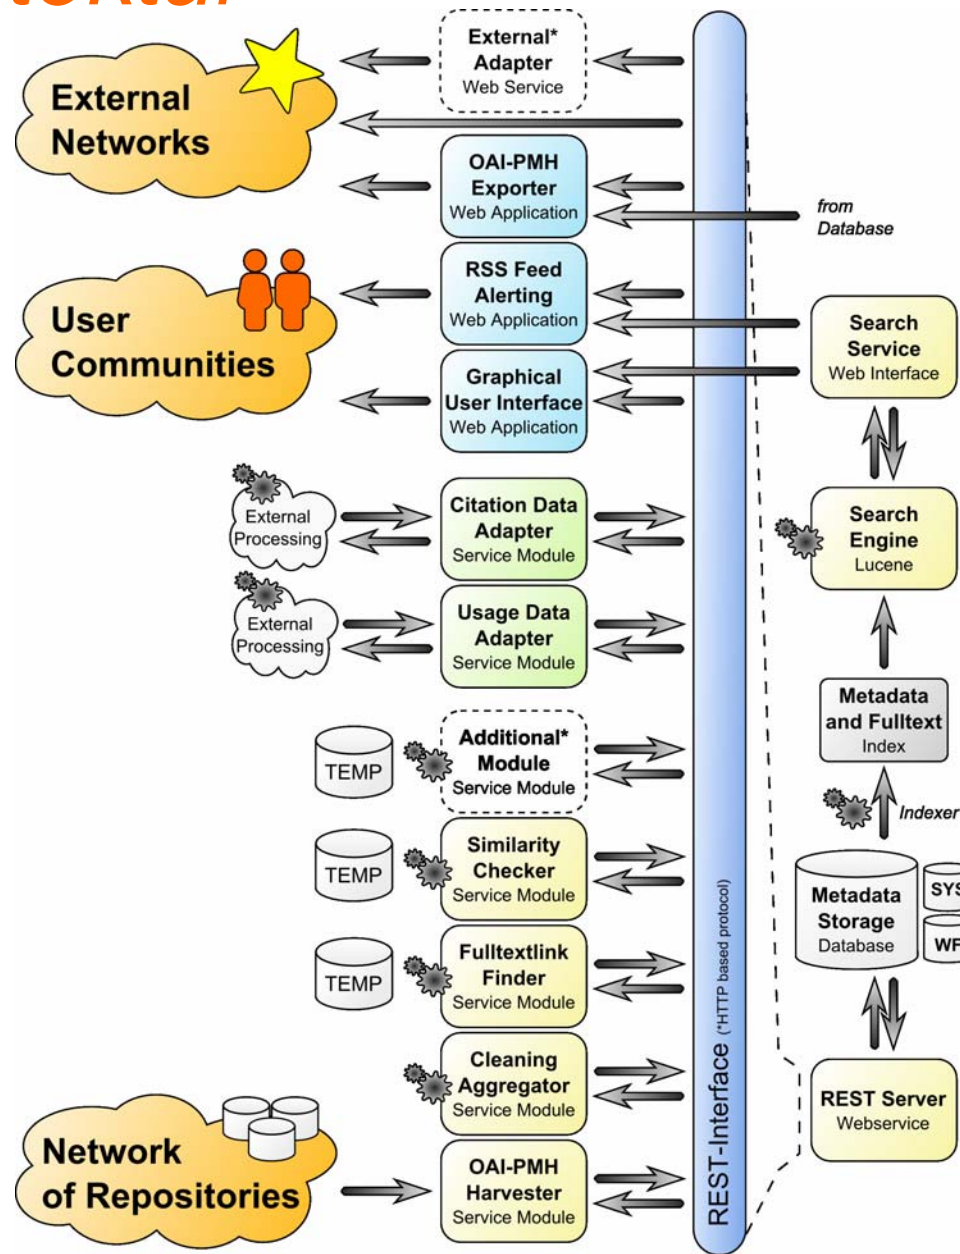 External*
Adapter
Web Service
External
Networks
OAI-PMH
Exporter
Web Application
from
Database
RSS Feed
Alerting
Web Application
User
Communities
Search
Service
Web Interface
Graphical
User Interface
Web Application
External
Processing
Citation Data
Adapter
Service Module
Search
Engine
Lucene
External
Processing
Usage Data
Adapter
Service Module
Metadata
and Fulltext
Index
TEMP
Additional*
Module
Service Module
Indexer
TEMP
Similarity
Checker
Service Module
Metadata
Storage
Database
SYS
WF
TEMP
Fulltextlink
Finder
Service Module
REST-Interface (*HTTP based protocol)
Cleaning
Aggregator
Service Module
REST Server
Webservice
Network
of Repositories
OAI-PMH
Harvester
Service Module